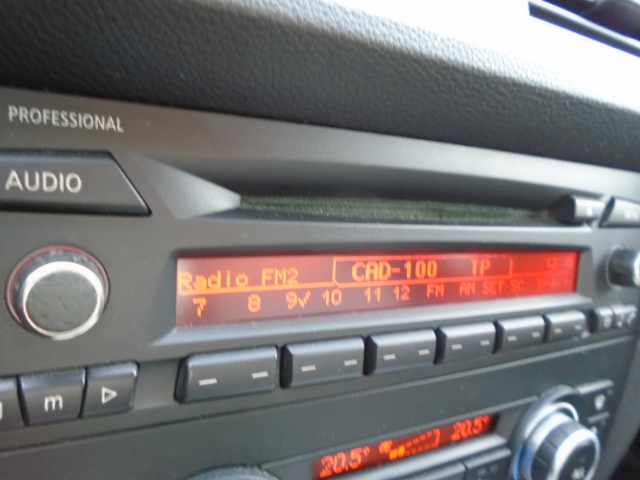 PROFESSIONAL
AUDIO
Radio FM2 CAD-100 TP
7 8 9√ 10 11 12 FM AM SET SC
m
20.5° 20.5°